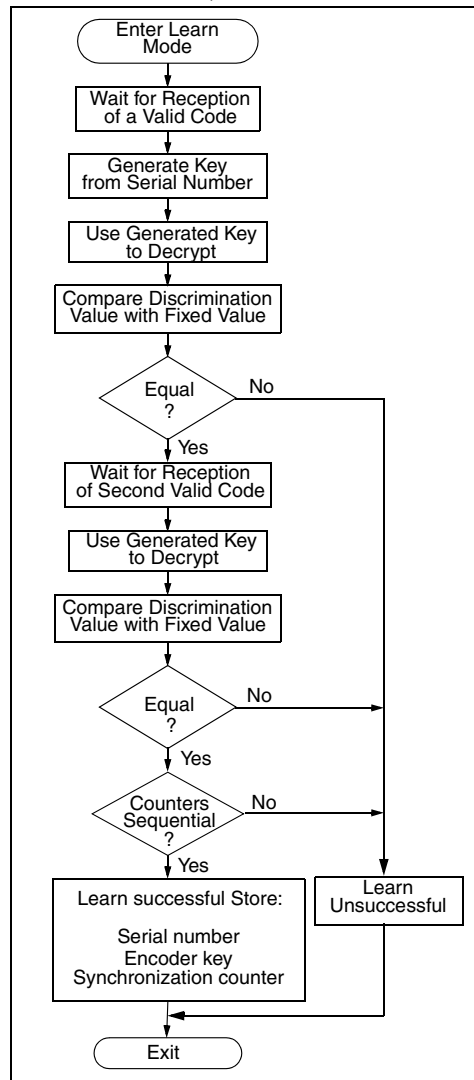 Enter Learn
Mode
Wait for Reception
of a Valid Code
Generate Key
from Serial Number
Use Generated Key
to Decrypt
Compare Discrimination
Value with Fixed Value
Equal
?
No
Yes
Wait for Reception
of Second Valid Code
Use Generated Key
to Decrypt
Compare Discrimination
Value with Fixed Value
Equal
?
No
Yes
Counters
Sequential
?
No
Yes
Learn successful Store:
Serial number
Encoder key
Synchronization counter
Learn
Unsuccessful
Exit